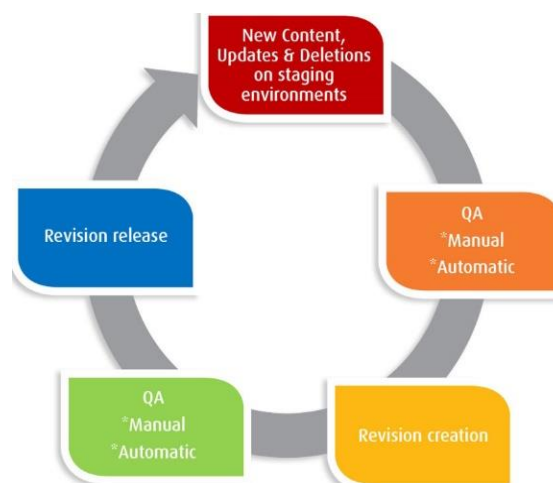 New Content,
Updates & Deletions
on staging
environments
QA
*Manual
*Automatic
Revision creation
QA
*Manual
*Automatic
Revision release